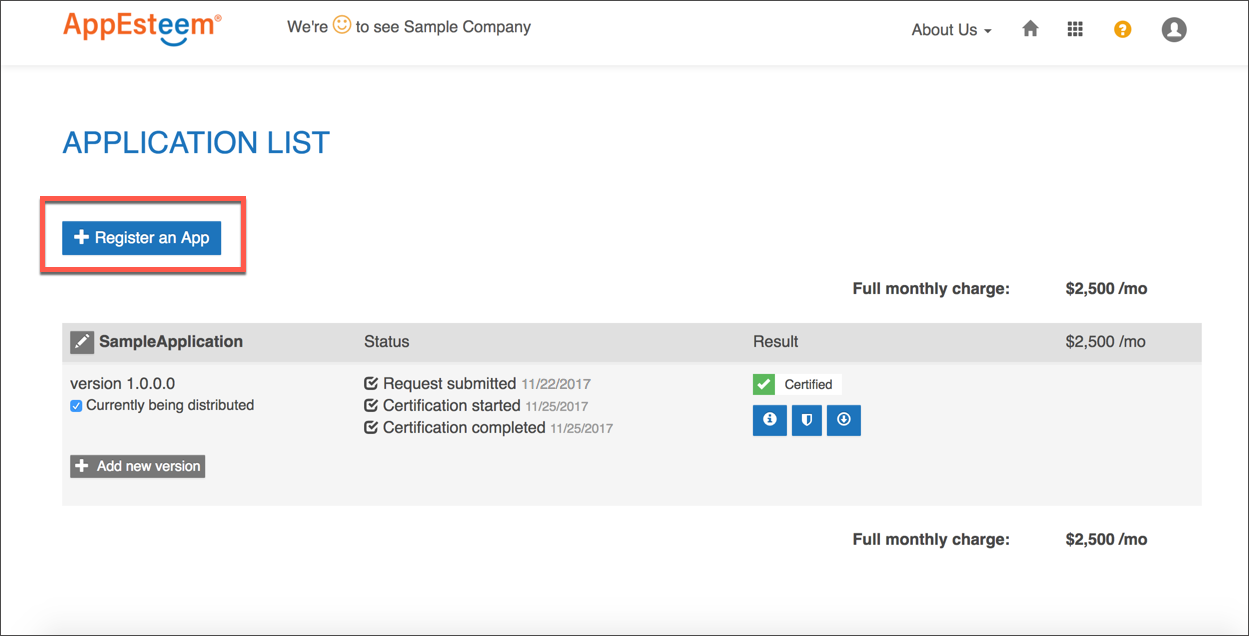 AppEsteem®
We're to see Sample Company
About Us
?
APPLICATION LIST
+ Register an App
Full monthly charge: $2,500 /mo
SampleApplication Status Result $2,500 /mo
version 1.0.0.0 Request submitted 11/22/2017 Certified
Currently being distributed Certification started 11/25/2017
Certification completed 11/25/2017
+ Add new version
Full monthly charge: $2,500 /mo